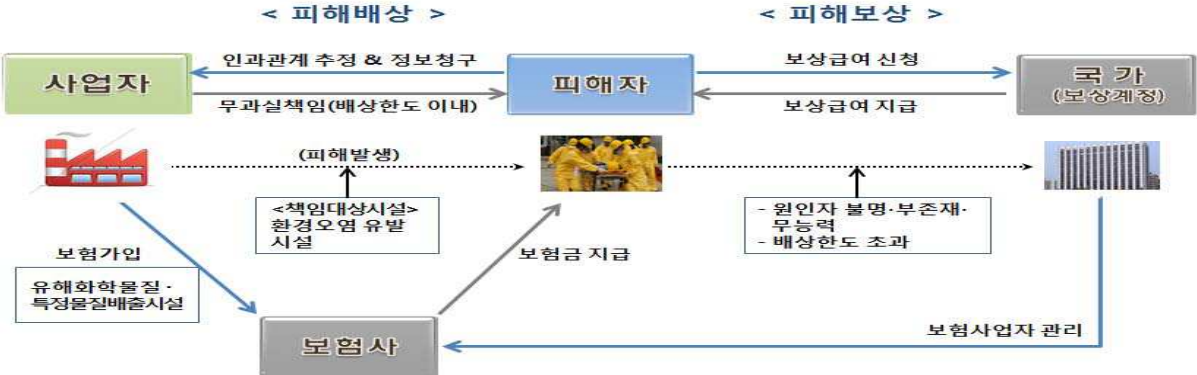 < 피해배상 >
< 피해보상 >
사업자
인과관계 추정 & 정보청구
무과실책임(배상한도 이내)
피해자
보상급여 신청
보상급여 지급
국가
(보상계정)
(피해발생)
<책임대상시설>
환경오염 유발
시설
- 원인자 불명·부존재·
무능력
- 배상한도 초과
보험가입
유해화학물질·
특정물질배출시설
보험금 지급
보험사
보험사업자 관리